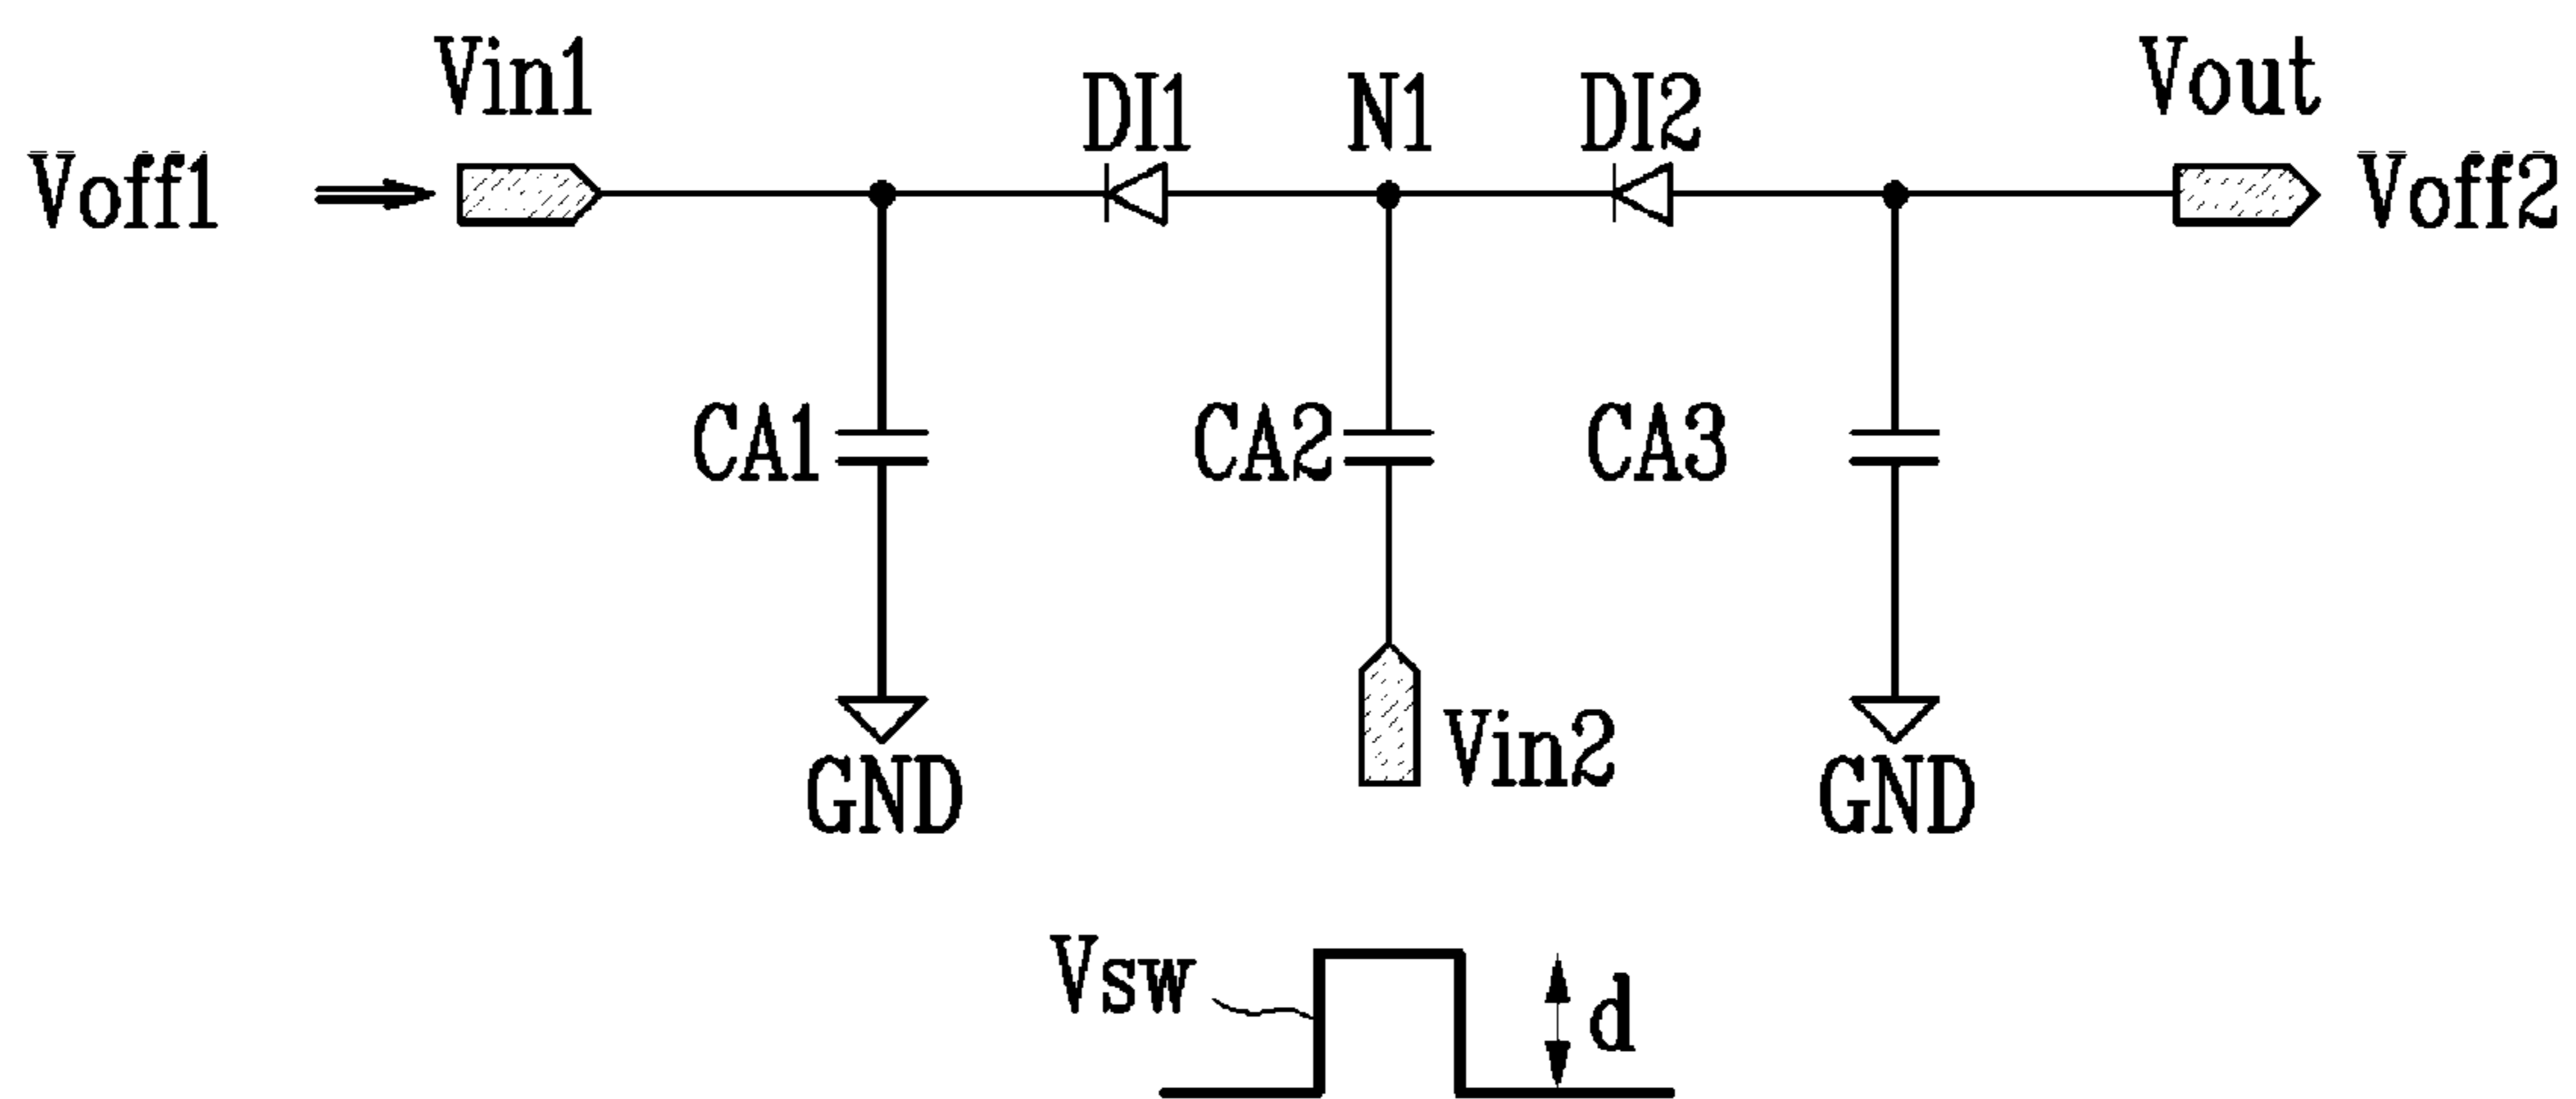 Vin1
DI1
N1
DI2
Vout
Voff1
Voff2
CA1
CA2
CA3
Vin2
GND
GND
Vsw
d